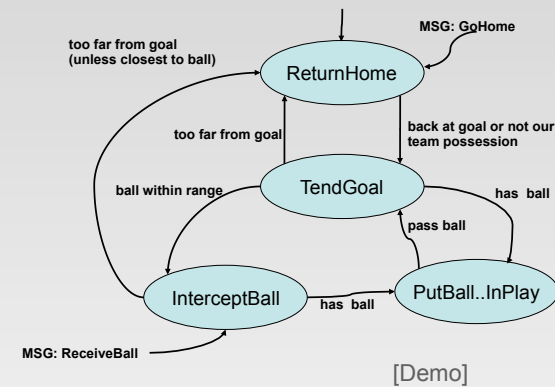 MSG: GoHome
too far from goal
(unless closest to ball)
ReturnHome
too far from goal
back at goal or not our
team possession
TendGoal
ball within range
has ball
pass ball
InterceptBall
has ball
PutBall..InPlay
MSG: ReceiveBall
[Demo]